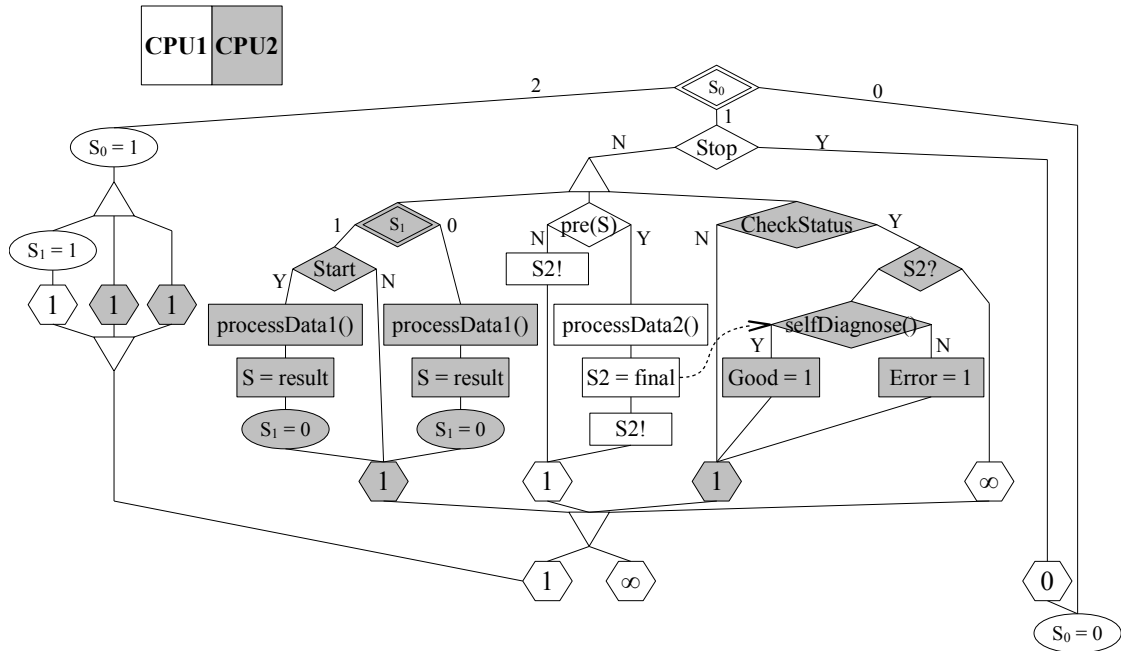 CPU1 CPU2
2
S0
0
1
S0 = 1
N
Stop
Y
1
S1
0
pre(S)
CheckStatus
N
Y
N
Y
S1 = 1
Start
Y
N
S2!
S2?
1
1
1
processData1()
processData1()
processData2()
selfDiagnose()
Y
N
S = result
S = result
S2 = final
Good = 1
Error = 1
S1 = 0
S1 = 0
S2!
1
1
1
∞
1
∞
0
S0 = 0